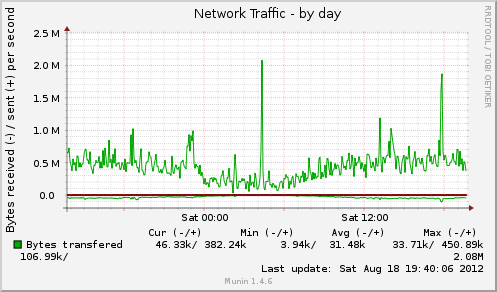 Network Traffic - by day
RRDTOOL / TOBI OETIKER
Bytes received (-) / sent (+) per second
2.5 M
2.0 M
1.5 M
1.0 M
0.5 M
0.0
Sat 00:00 Sat 12:00
Cur (-/+) Min (-/+) Avg (-/+) Max (-/+)
Bytes transfered 46.33k/ 382.24k 3.94k/ 31.48k 33.71k/ 450.89k
106.99k/ 2.08M
Last update: Sat Aug 18 19:40:06 2012
Munin 1.4.6